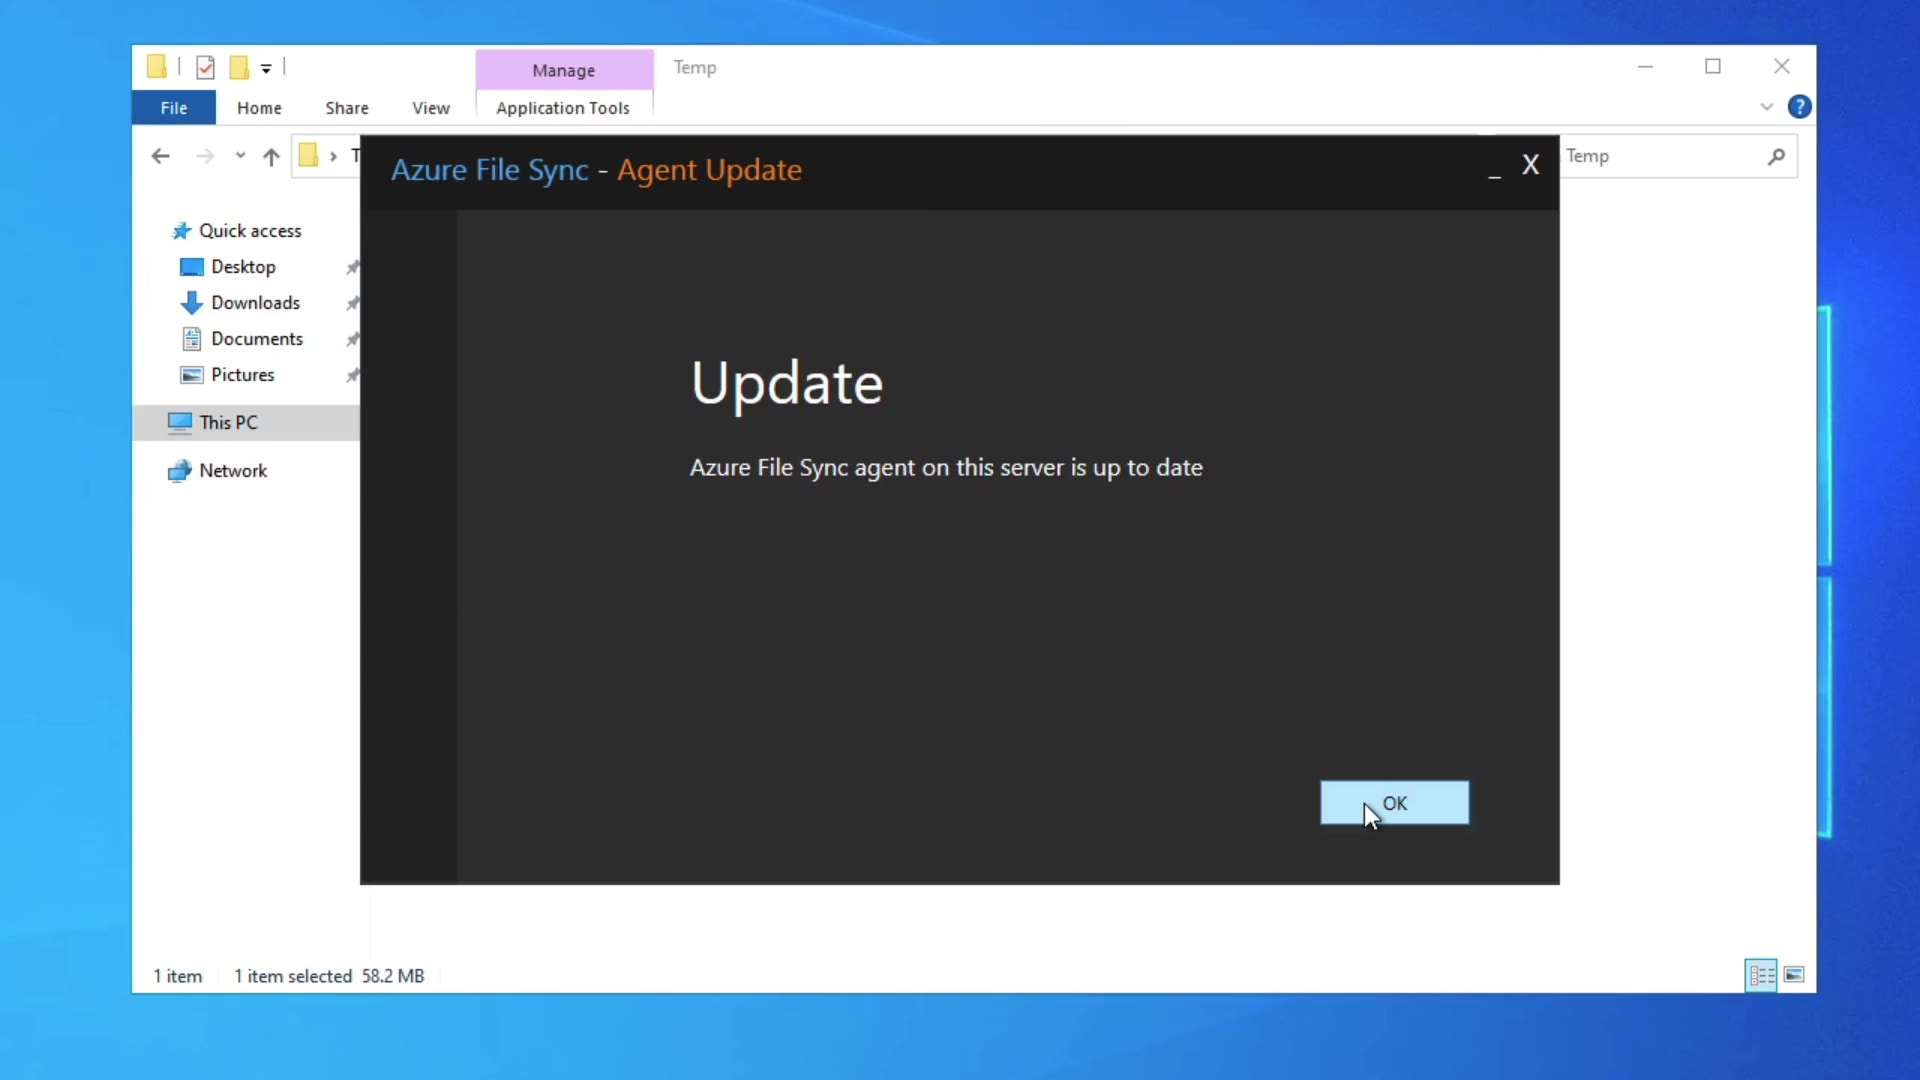 Manage
Temp
File
Home
Share
View
Application Tools
T
Azure File Sync - Agent Update
_ X
Temp
Quick access
Desktop
Downloads
Documents
Pictures
This PC
Network
Update
Azure File Sync agent on this server is up to date
OK
1 item
1 item selected 58.2 MB